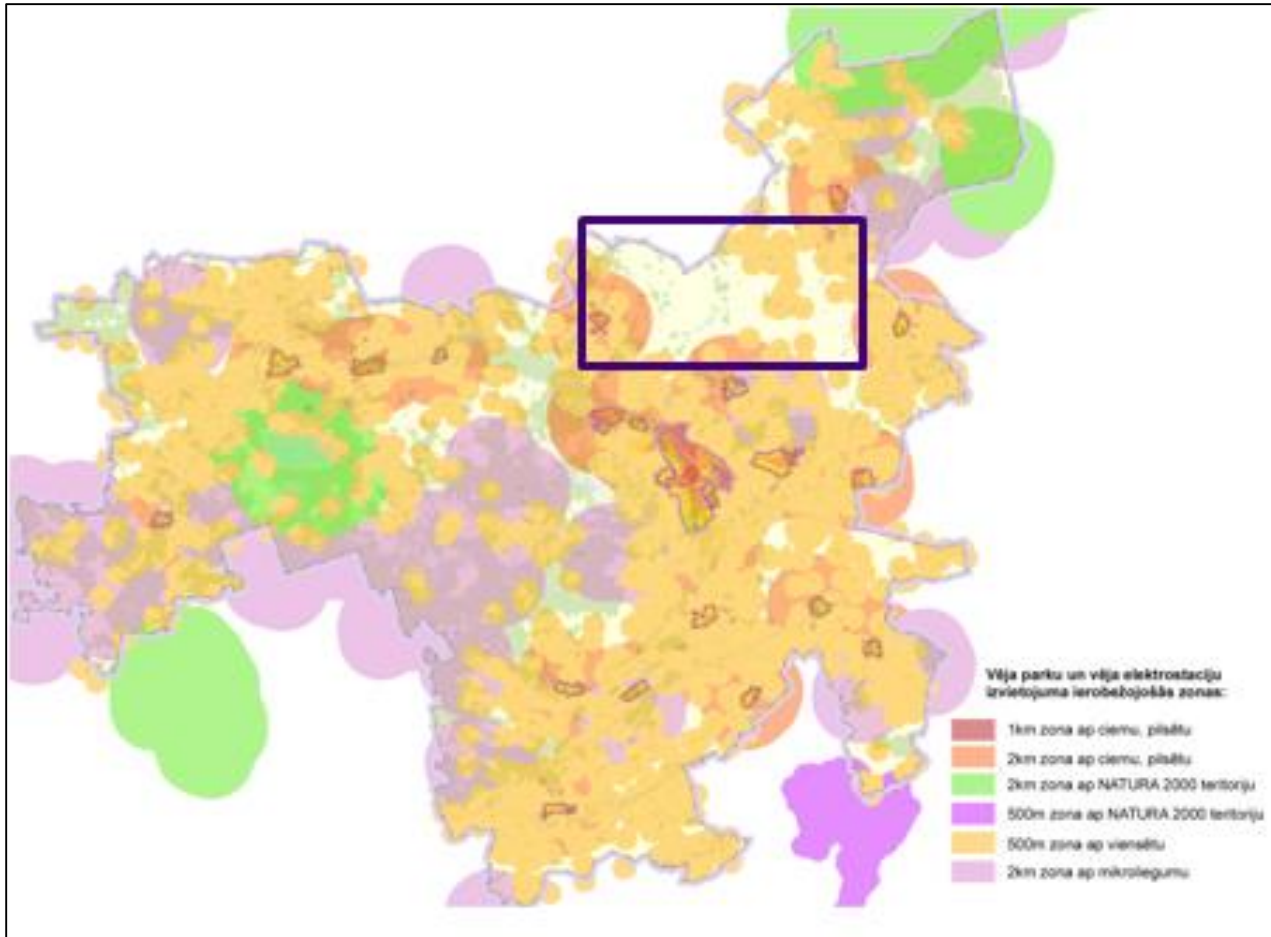 Vēja parku un vēja elektrostaciju
izvietojuma ierobežojošās zonas:
1km zona ap ciemu, pilsētu
2km zona ap ciemu, pilsētu
2km zona ap NATURA 2000 teritoriju
500m zona ap NATURA 2000 teritoriju
500m zona ap viensētu
2km zona ap mikroliegumu